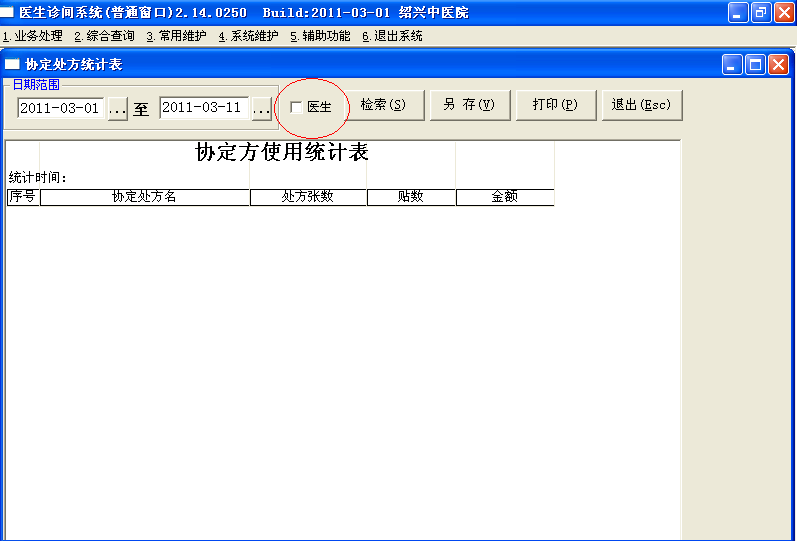 医生诊间系统(普通窗口)2.14.0250 Build:2011-03-01 绍兴中医院
1.业务处理 2.综合查询 3.常用维护 4.系统维护 5.辅助功能 6.退出系统
协定处方统计表
日期范围
2011-03-01 ... 至 2011-03-11 ... 医生 检索(S) 另 存(V) 打印(P) 退出(Esc)
协定方使用统计表
统计时间:
序号 协定处方名 处方张数 贴数 金额